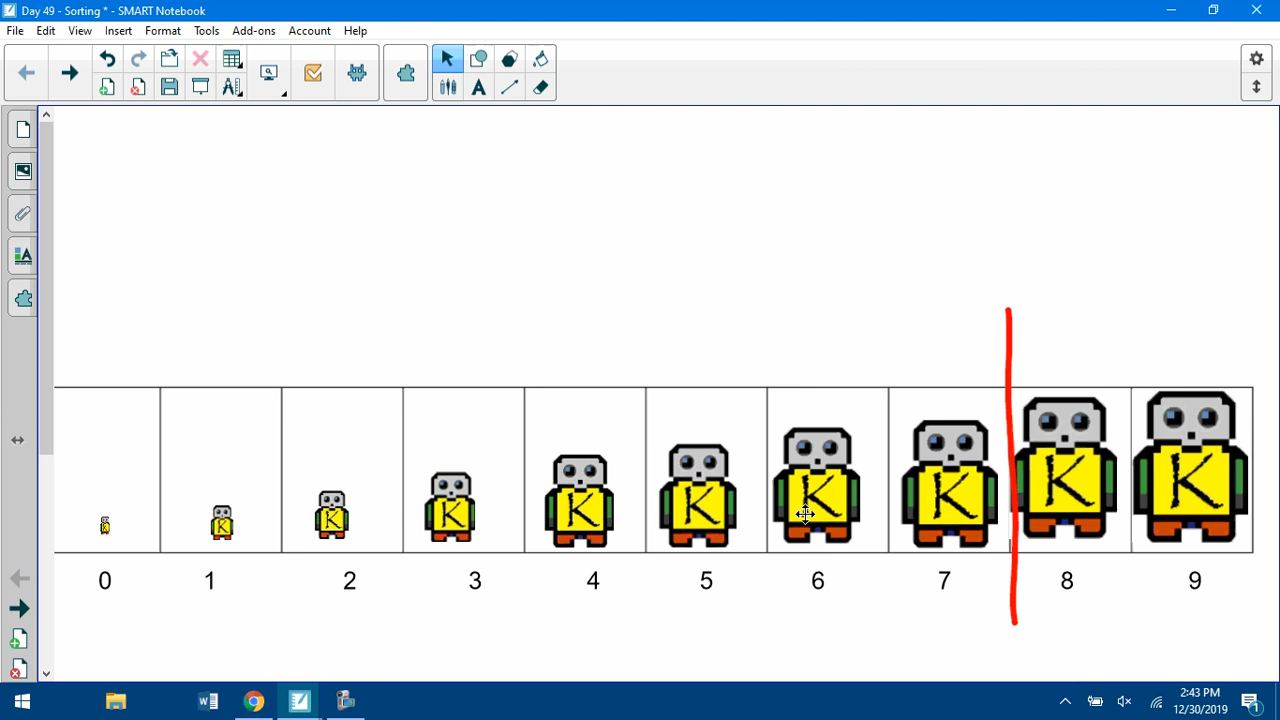 Day 49 - Sorting * - SMART Notebook
File Edit View Insert Format Tools Add-ons Account Help
A
A
K K K K K K K K K
0 1 2 3 4 5 6 7 8 9
W
2:43 PM
12/30/2019
1